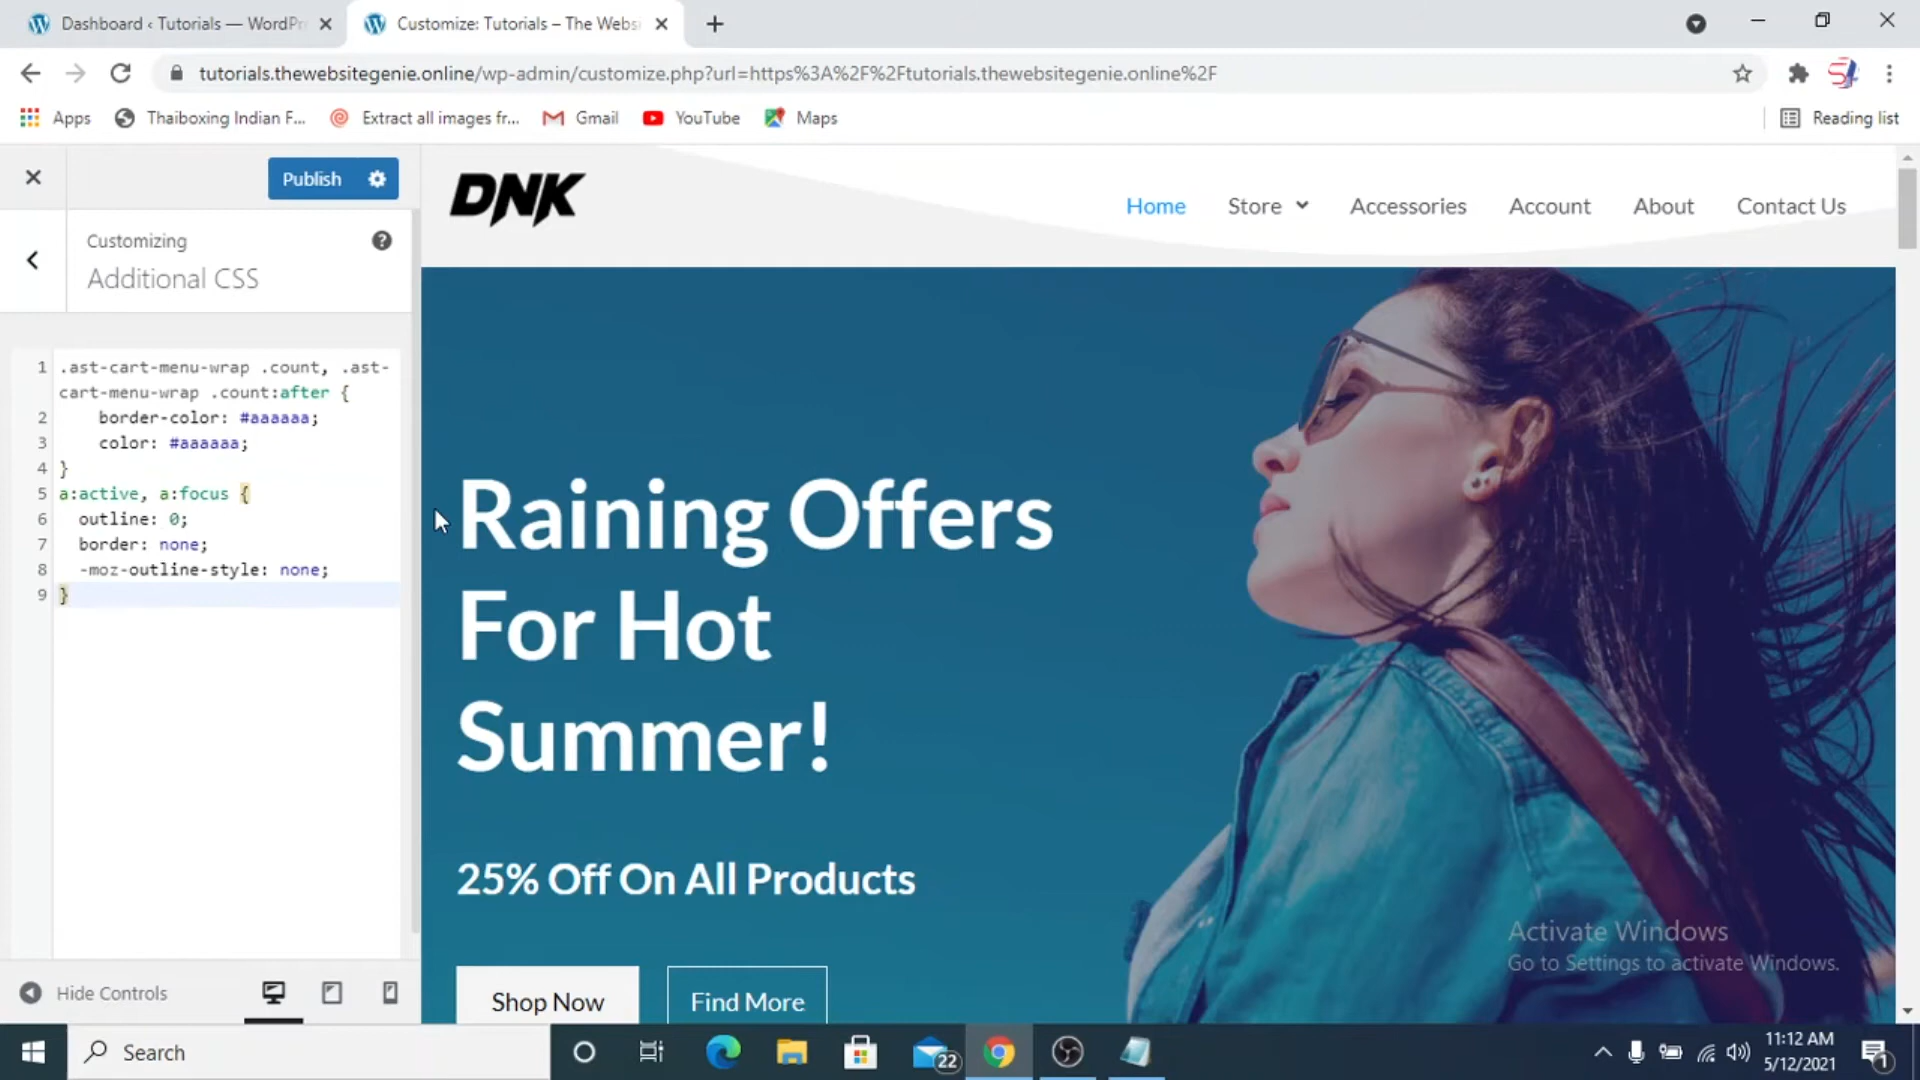 Dashboard ‹ Tutorials — WordPr
Customize: Tutorials – The Webs
tutorials.thewebsitegenie.online/wp-admin/customize.php?url=https%3A%2F%2Ftutorials.thewebsitegenie.online%2F
Apps
Thaiboxing Indian F...
Extract all images fr...
Gmail
YouTube
Maps
Reading list
Publish
Customizing
Additional CSS
1 .ast-cart-menu-wrap .count, .ast-
cart-menu-wrap .count:after {
2 border-color: #aaaaaa;
3 color: #aaaaaa;
4 }
5 a:active, a:focus {
6 outline: 0;
7 border: none;
8 -moz-outline-style: none;
9 }
Hide Controls
DNK
Home Store Accessories Account About Contact Us
Raining Offers
For Hot
Summer!
25% Off On All Products
Shop Now
Find More
Activate Windows
Go to Settings to activate Windows.
Search
22
11:12 AM
5/12/2021
1